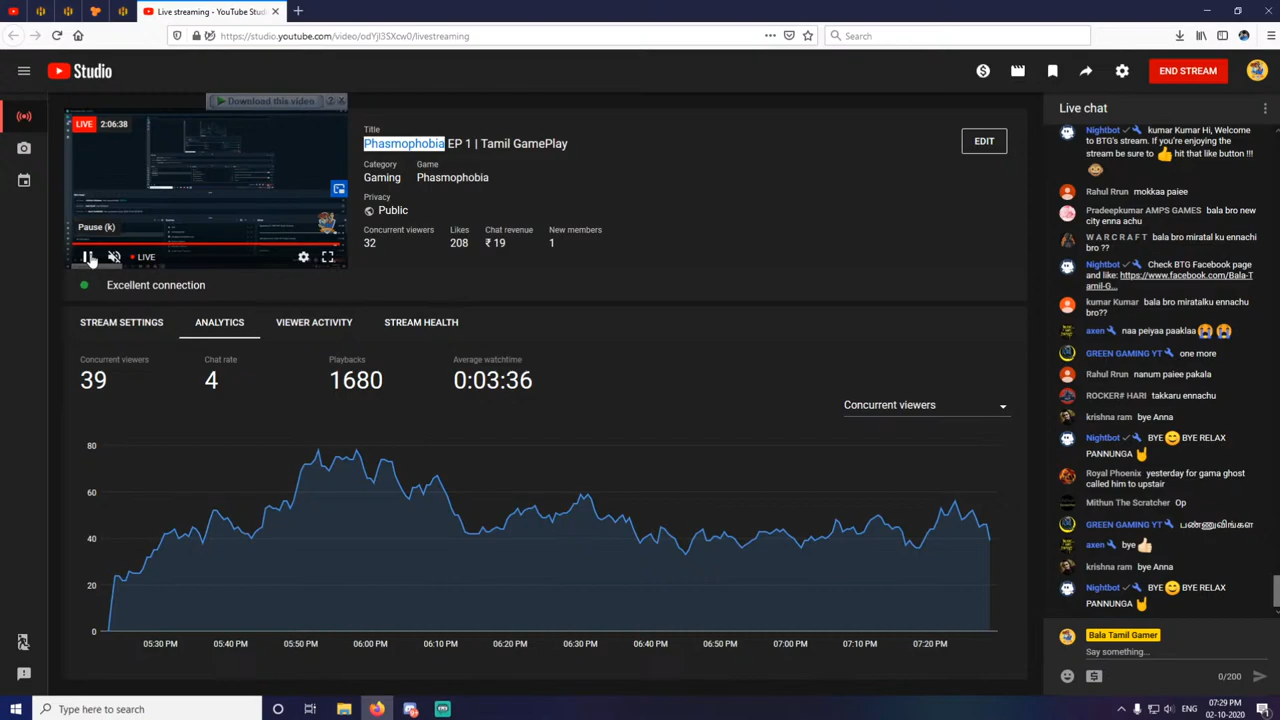 Live streaming - YouTube Stud
https://studio.youtube.com/video/odYjl3SXcw0/livestreaming
Search
Studio
END STREAM
Download this video
LIVE 2:06:38
Pause (k)
LIVE
Title
Phasmophobia EP 1 | Tamil GamePlay
EDIT
Category
Game
Gaming
Phasmophobia
Privacy
Public
Concurrent viewers
Likes
Chat revenue
New members
32
208
₹ 19
1
Excellent connection
STREAM SETTINGS
ANALYTICS
VIEWER ACTIVITY
STREAM HEALTH
Concurrent viewers
Chat rate
Playbacks
Average watchtime
39
4
1680
0:03:36
Concurrent viewers
80
60
40
20
0
05:30 PM
05:40 PM
05:50 PM
06:00 PM
06:10 PM
06:20 PM
06:30 PM
06:40 PM
06:50 PM
07:00 PM
07:10 PM
07:20 PM
Live chat
Nightbot kumar Kumar Hi, Welcome
to BTG's stream. If you're enjoying the
stream be sure to 👍 hit that like button !!!
Rahul Rrun mokkaa paiee
Pradeepkumar AMPS GAMES bala bro new
city enna achu
W A R C R A F T bala bro miratal ku ennachi
bro ??
Nightbot Check BTG Facebook page
and like: https://www.facebook.com/Bala-T
amil-G...
kumar Kumar bala bro miratalku ennachu
bro??
axen naa peiyaa paaklaa😭😭
GREEN GAMING YT one more
Rahul Rrun nanum paiee pakala
ROCKER# HARI takkaru ennachu
krishna ram bye Anna
Nightbot BYE 😊 BYE RELAX
PANNUNGA 🤘
Royal Phoenix yesterday for gama ghost
called him to upstair
Mithun The Scratcher Op
GREEN GAMING YT பண்ணுவிங்கள
axen bye👍🏻
krishna ram bye Anna
Nightbot BYE 😊 BYE RELAX
PANNUNGA 🤘
Bala Tamil Gamer
Say something...
0/200
Type here to search
ENG
07:29 PM
02-10-2020